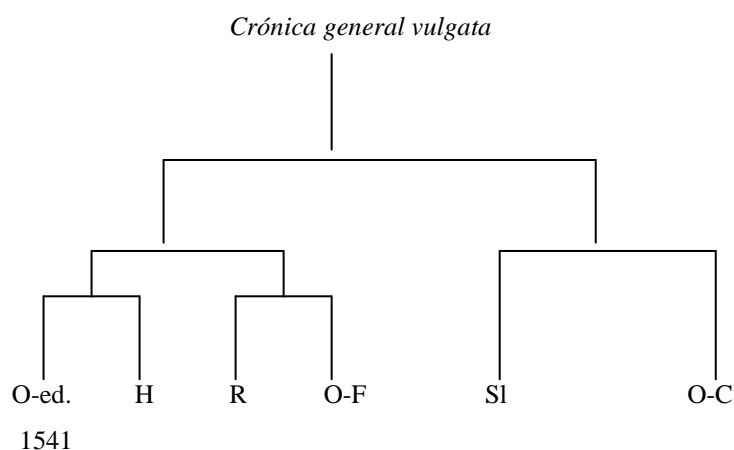 Crónica general vulgata
O-ed. H R O-F Sl O-C
1541